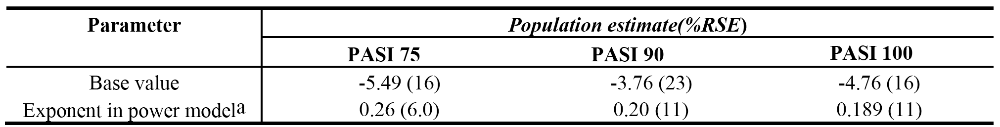 Parameter Population estimate(%RSE)
PASI 75 PASI 90 PASI 100
Base value -5.49 (16) -3.76 (23) -4.76 (16)
Exponent in power modelª 0.26 (6.0) 0.20 (11) 0.189 (11)